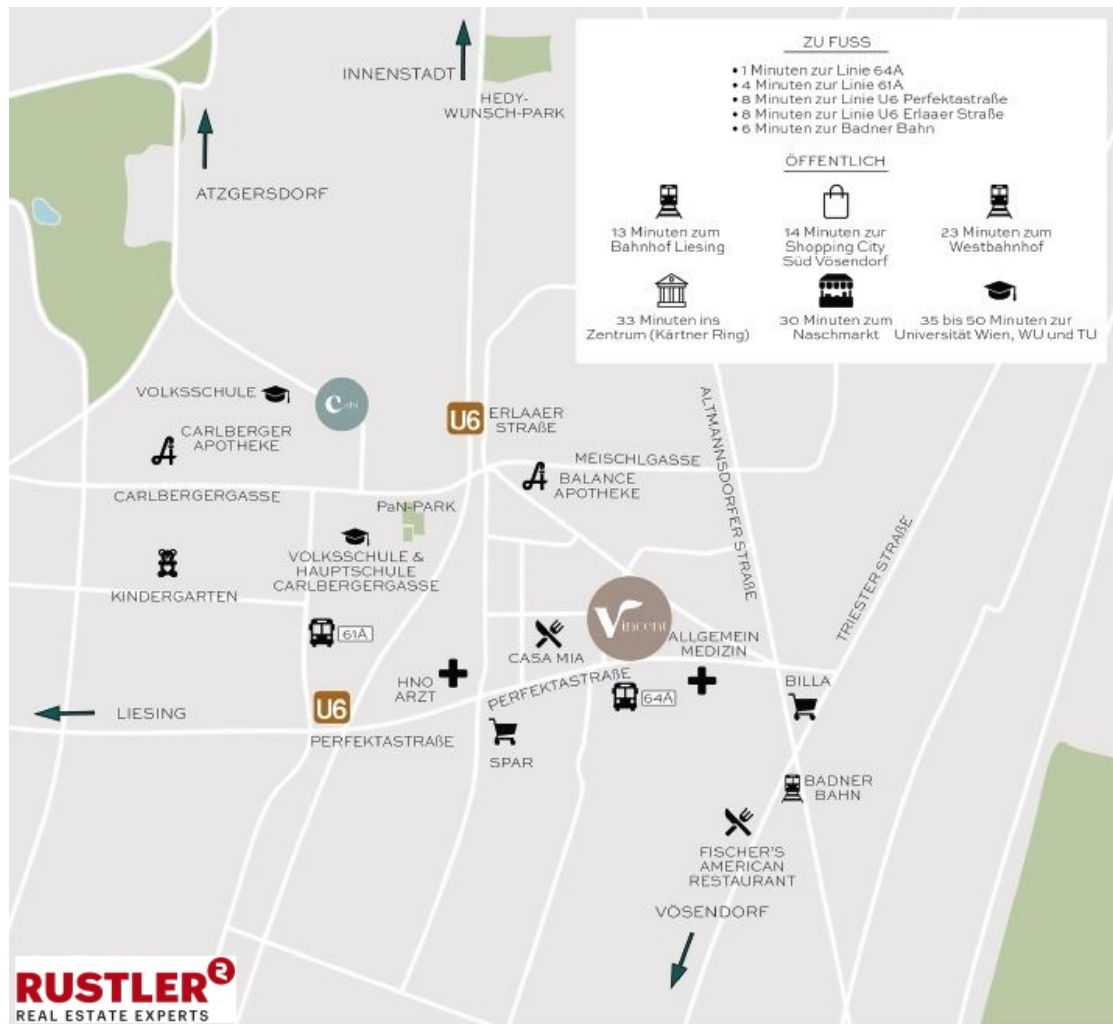 ZU FUSS
• 1 Minuten zur Linie 64A
• 4 Minuten zur Linie 61A
• 8 Minuten zur Linie U6 Perfektastraße
• 8 Minuten zur Linie U6 Erlaaer Straße
• 6 Minuten zur Badner Bahn
ÖFFENTLICH
13 Minuten zum
Bahnhof Liesing
14 Minuten zur
Shopping City
Süd Vösendorf
23 Minuten zum
Westbahnhof
33 Minuten ins
Zentrum (Kärtner Ring)
30 Minuten zum
Naschmarkt
35 bis 50 Minuten zur
Universität Wien, WU und TU
INNENSTADT
HEDY-
WUNSCH-PARK
ATZGERSDORF
VOLKSSCHULE
CARLBERGER
APOTHEKE
U6
ERLAAER
STRAßE
MEISCHLGASSE
BALANCE
APOTHEKE
ALTMANNSDORFER STRAßE
TRIESTER STRAßE
CARLBERGERGASSE
PaN-PARK
VOLKSSCHULE &
HAUPTSCHULE
CARLBERGERGASSE
KINDERGARTEN
61A
Vincent
CASA MIA
ALLGEMEIN
MEDIZIN
HNO
ARZT
PERFEKTASTRAßE
64A
BILLA
LIESING
U6
PERFEKTASTRAßE
SPAR
BADNER
BAHN
FISCHER'S
AMERICAN
RESTAURANT
VÖSENDORF
RUSTLER
REAL ESTATE EXPERTS